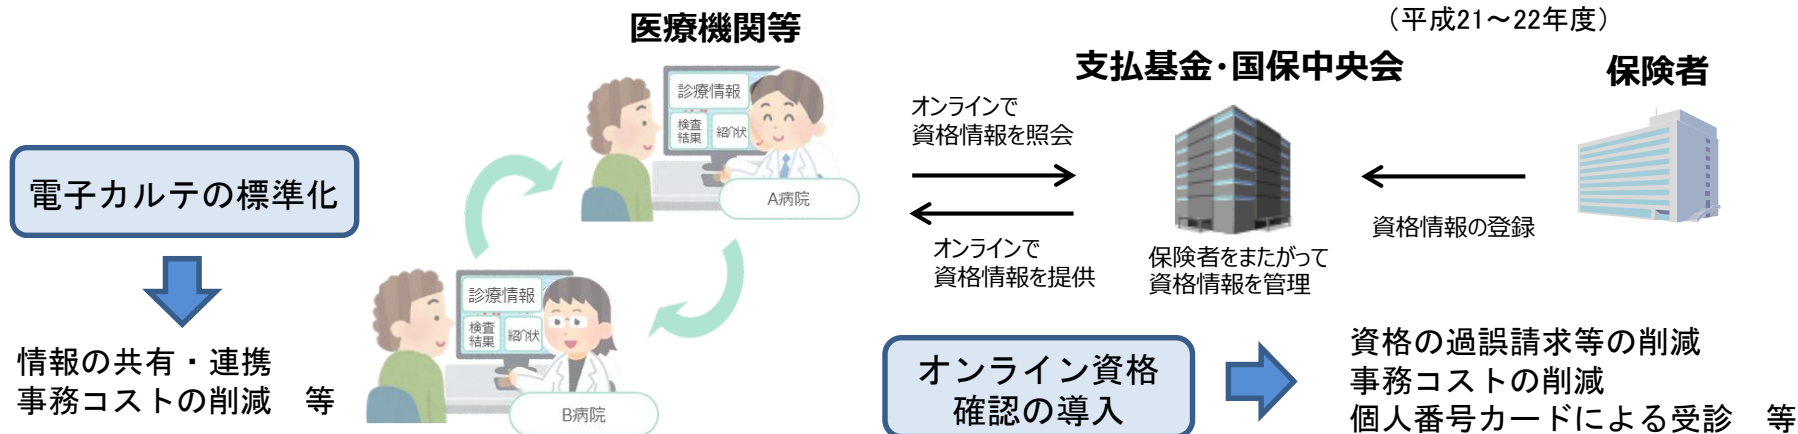 （平成21～22年度）
医療機関等
支払基金・国保中央会
保険者
診療情報
検査
結果
紹介状
A病院
オンラインで
資格情報を照会
オンラインで
資格情報を提供
保険者をまたがって
資格情報を管理
資格情報の登録
電子カルテの標準化
情報の共有・連携
事務コストの削減　等
診療情報
検査
結果
紹介状
B病院
オンライン資格
確認の導入
資格の過誤請求等の削減
事務コストの削減
個人番号カードによる受診　等